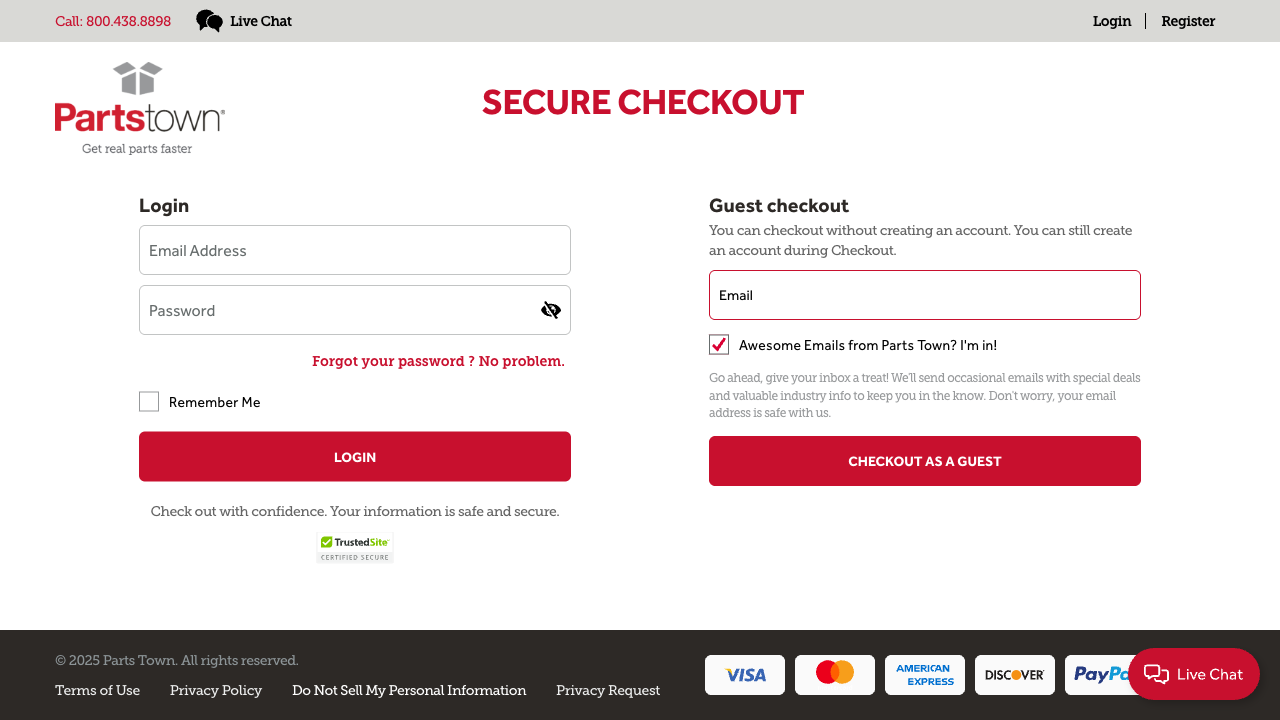 Call: 800.438.8898
Live Chat
Login
Register
Partstown®
Get real parts faster
SECURE CHECKOUT
Login
Email Address
Password
Forgot your password ? No problem.
Remember Me
LOGIN
Check out with confidence. Your information is safe and secure.
TrustedSite
CERTIFIED SECURE
Guest checkout
You can checkout without creating an account. You can still create
an account during Checkout.
Email
Awesome Emails from Parts Town? I'm in!
Go ahead, give your inbox a treat! We'll send occasional emails with special deals
and valuable industry info to keep you in the know. Don't worry, your email
address is safe with us.
CHECKOUT AS A GUEST
© 2025 Parts Town. All rights reserved.
Terms of Use
Privacy Policy
Do Not Sell My Personal Information
Privacy Request
VISA
AMERICAN
EXPRESS
DISCOVER
PayPa
Live Chat